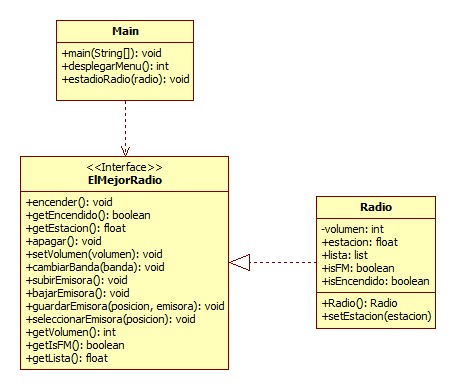 Main
+main(String[]): void
+desplegarMenu(): int
+estadioRadio(radio): void
<<Interface>>
ElMejorRadio
+encender(): void
+getEncendido(): boolean
+getEstacion(): float
+apagar(): void
+setVolumen(volumen): void
+cambiarBanda(banda): void
+subirEmisora(): void
+bajarEmisora(): void
+guardarEmisora(posicion, emisora): void
+seleccionarEmisora(posicion): void
+getVolumen(): int
+getIsFM(): boolean
+getLista(): float
Radio
-volumen: int
+estacion: float
+lista: list
+isFM: boolean
+isEncendido: boolean
+Radio(): Radio
+setEstacion(estacion)